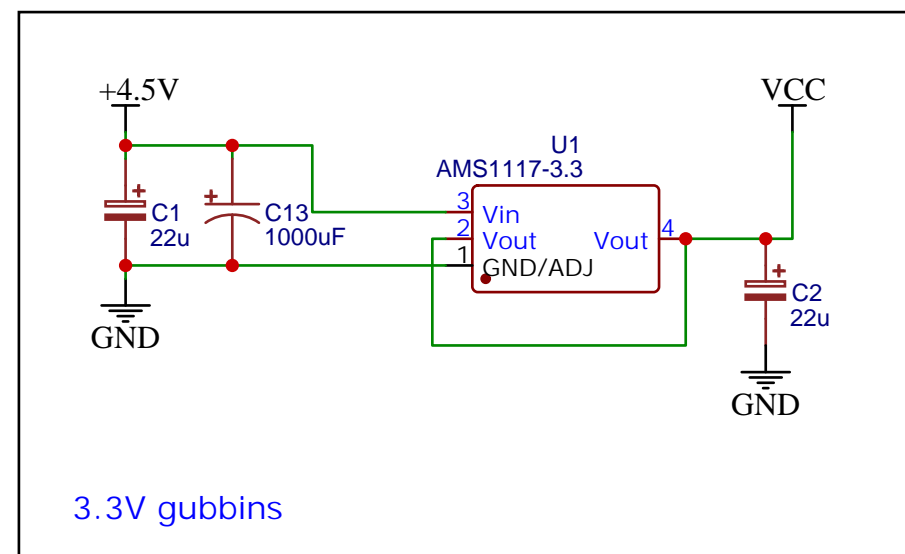 +4.5V
VCC
U1
AMS1117-3.3
+
C1
22u
+
C13
1000uF
3
Vin
2
Vout
Vout
4
1
GND/ADJ
+
C2
22u
GND
GND
3.3V gubbins